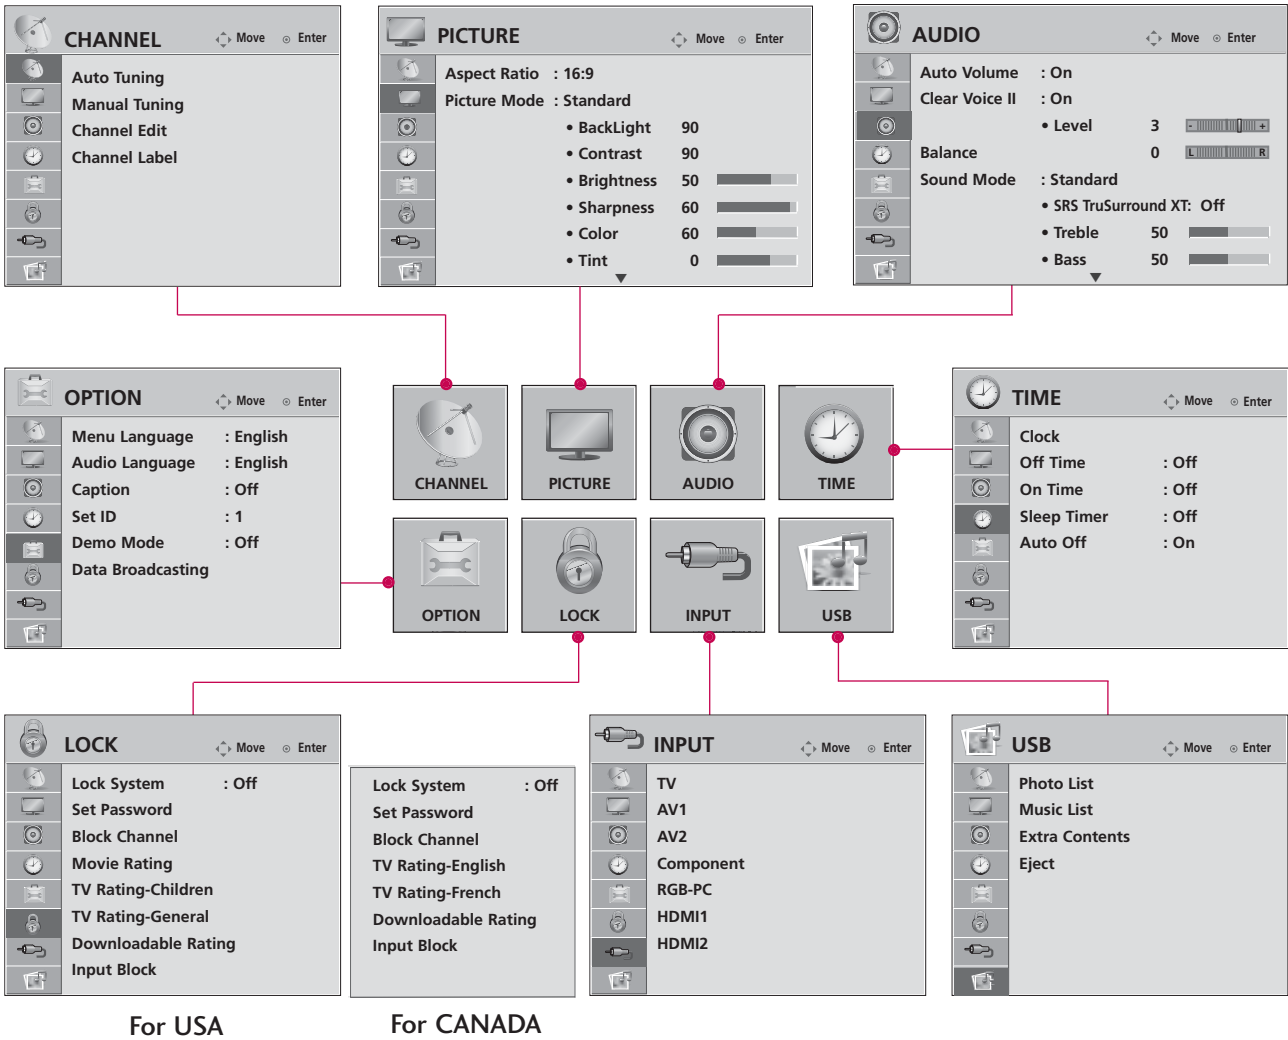 CHANNEL Move Enter
Auto Tuning
Manual Tuning
Channel Edit
Channel Label
PICTURE Move Enter
Aspect Ratio : 16:9
Picture Mode : Standard
• BackLight 90
• Contrast 90
• Brightness 50
• Sharpness 60
• Color 60
• Tint 0
AUDIO Move Enter
Auto Volume : On
Clear Voice II : On
• Level 3 - +
Balance 0 L R
Sound Mode : Standard
• SRS TruSurround XT: Off
• Treble 50
• Bass 50
OPTION Move Enter
Menu Language : English
Audio Language : English
Caption : Off
Set ID : 1
Demo Mode : Off
Data Broadcasting
CHANNEL
PICTURE
AUDIO
TIME
OPTION
LOCK
INPUT
USB
TIME Move Enter
Clock
Off Time : Off
On Time : Off
Sleep Timer : Off
Auto Off : On
LOCK Move Enter
Lock System : Off
Set Password
Block Channel
Movie Rating
TV Rating-Children
TV Rating-General
Downloadable Rating
Input Block
For USA
Lock System : Off
Set Password
Block Channel
TV Rating-English
TV Rating-French
Downloadable Rating
Input Block
For CANADA
INPUT Move Enter
TV
AV1
AV2
Component
RGB-PC
HDMI1
HDMI2
USB Move Enter
Photo List
Music List
Extra Contents
Eject